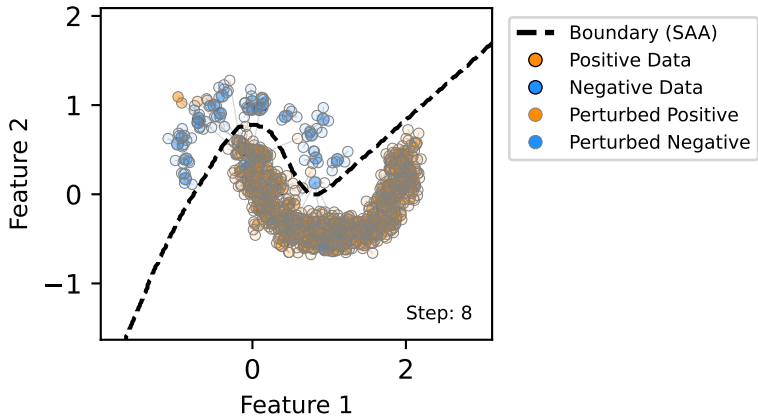 2
1
0
−1
Feature 2
0
2
Feature 1
Step: 8
Boundary (SAA)
Positive Data
Negative Data
Perturbed Positive
Perturbed Negative